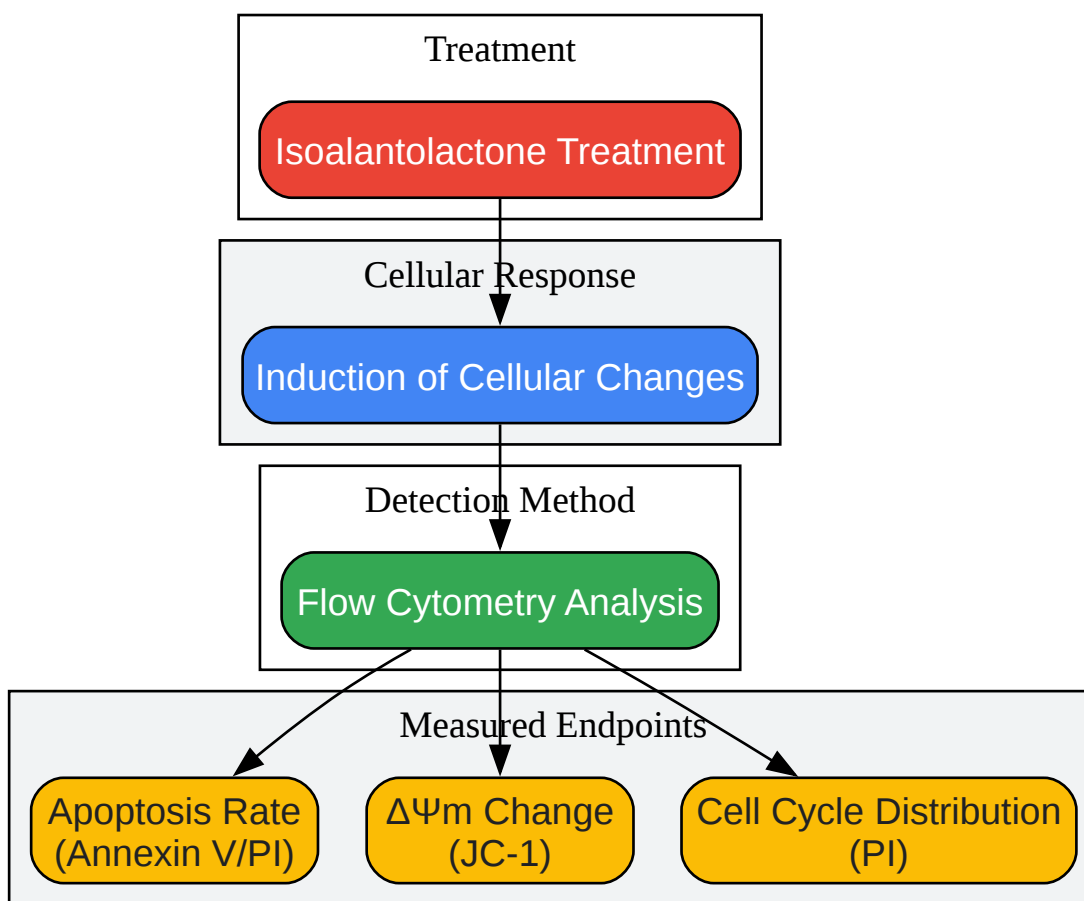 Treatment
Isoalantolactone Treatment
Cellular Response
Induction of Cellular Changes
Detection Method
Flow Cytometry Analysis
Measured Endpoints
Apoptosis Rate
(Annexin V/PI)
ΔΨm Change
(JC-1)
Cell Cycle Distribution
(PI)